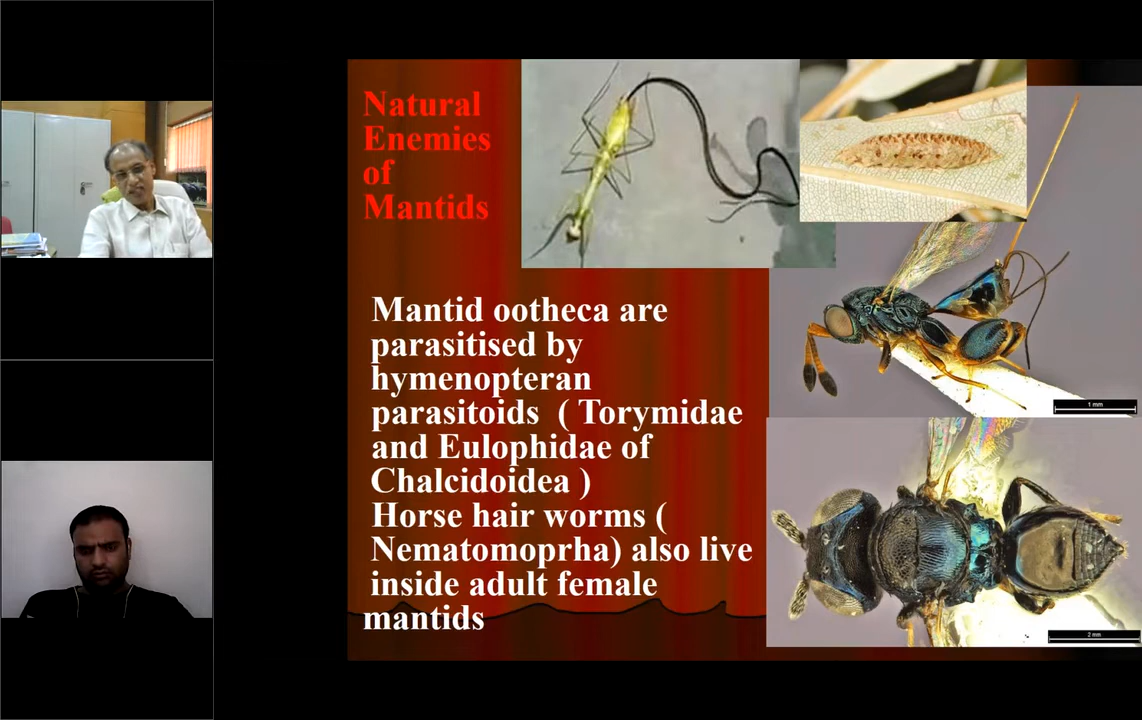 Natural
Enemies
of
Mantids
Mantid ootheca are
parasitised by
hymenopteran
parasitoids ( Torymidae
and Eulophidae of
Chalcidoidea )
Horse hair worms (
Nematomoprha) also live
inside adult female
mantids
1 mm
2 mm